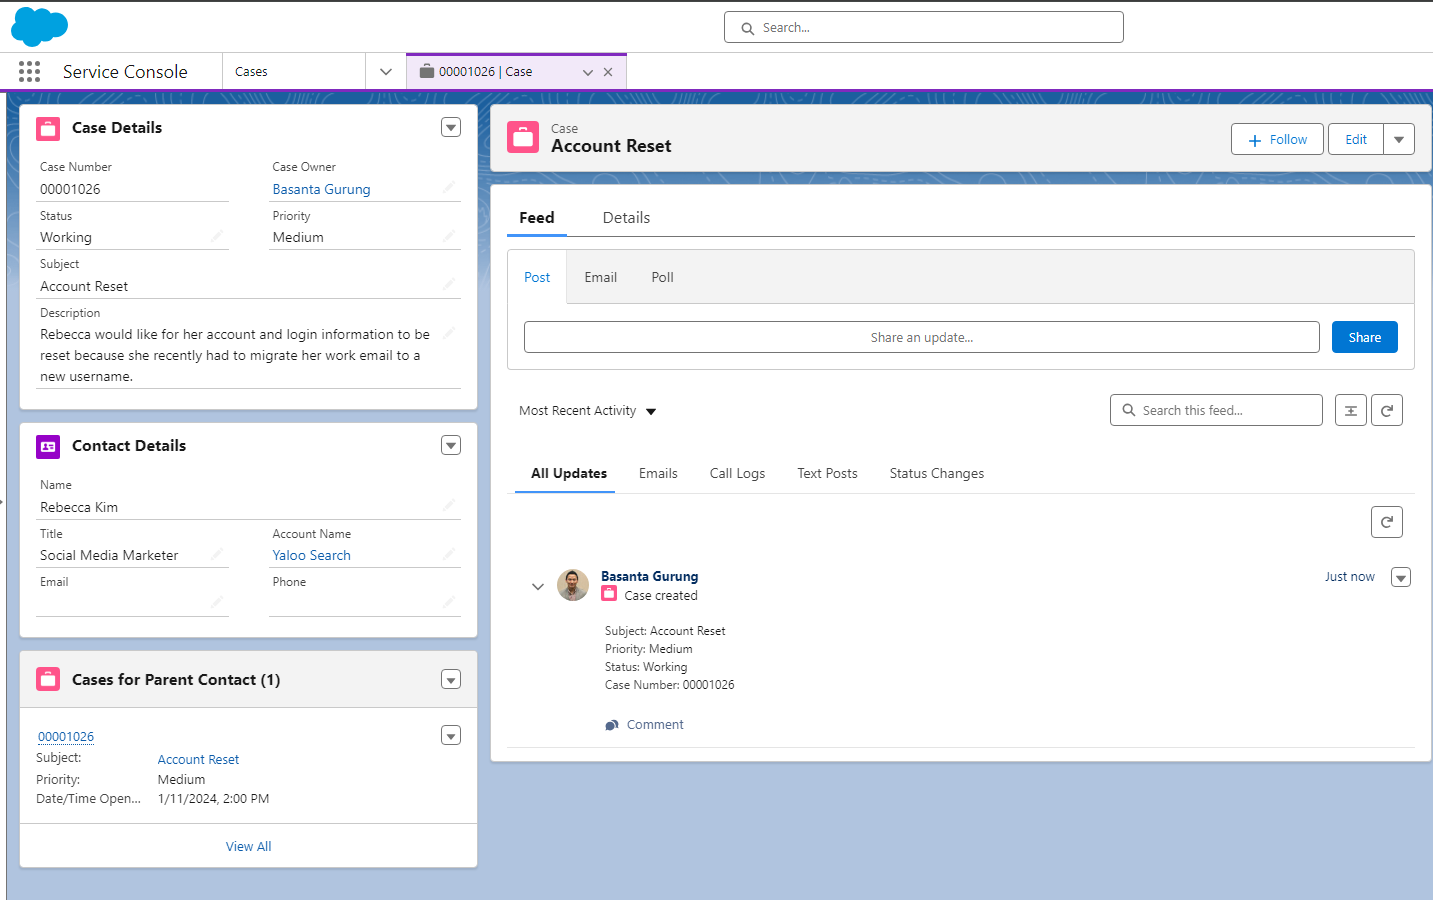 Search...
Service Console
Cases
00001026 | Case
Case Details
Case Number
Case Owner
00001026
Basanta Gurung
Status
Priority
Working
Medium
Subject
Account Reset
Description
Rebecca would like for her account and login information to be
reset because she recently had to migrate her work email to a
new username.
Contact Details
Name
Rebecca Kim
Title
Account Name
Social Media Marketer
Yaloo Search
Email
Phone
Cases for Parent Contact (1)
00001026
Subject:
Account Reset
Priority:
Medium
Date/Time Open...
1/11/2024, 2:00 PM
View All
Case
Account Reset
Follow
Edit
Feed
Details
Post
Email
Poll
Share an update...
Share
Most Recent Activity
Search this feed...
All Updates
Emails
Call Logs
Text Posts
Status Changes
Basanta Gurung
Just now
Case created
Subject: Account Reset
Priority: Medium
Status: Working
Case Number: 00001026
Comment